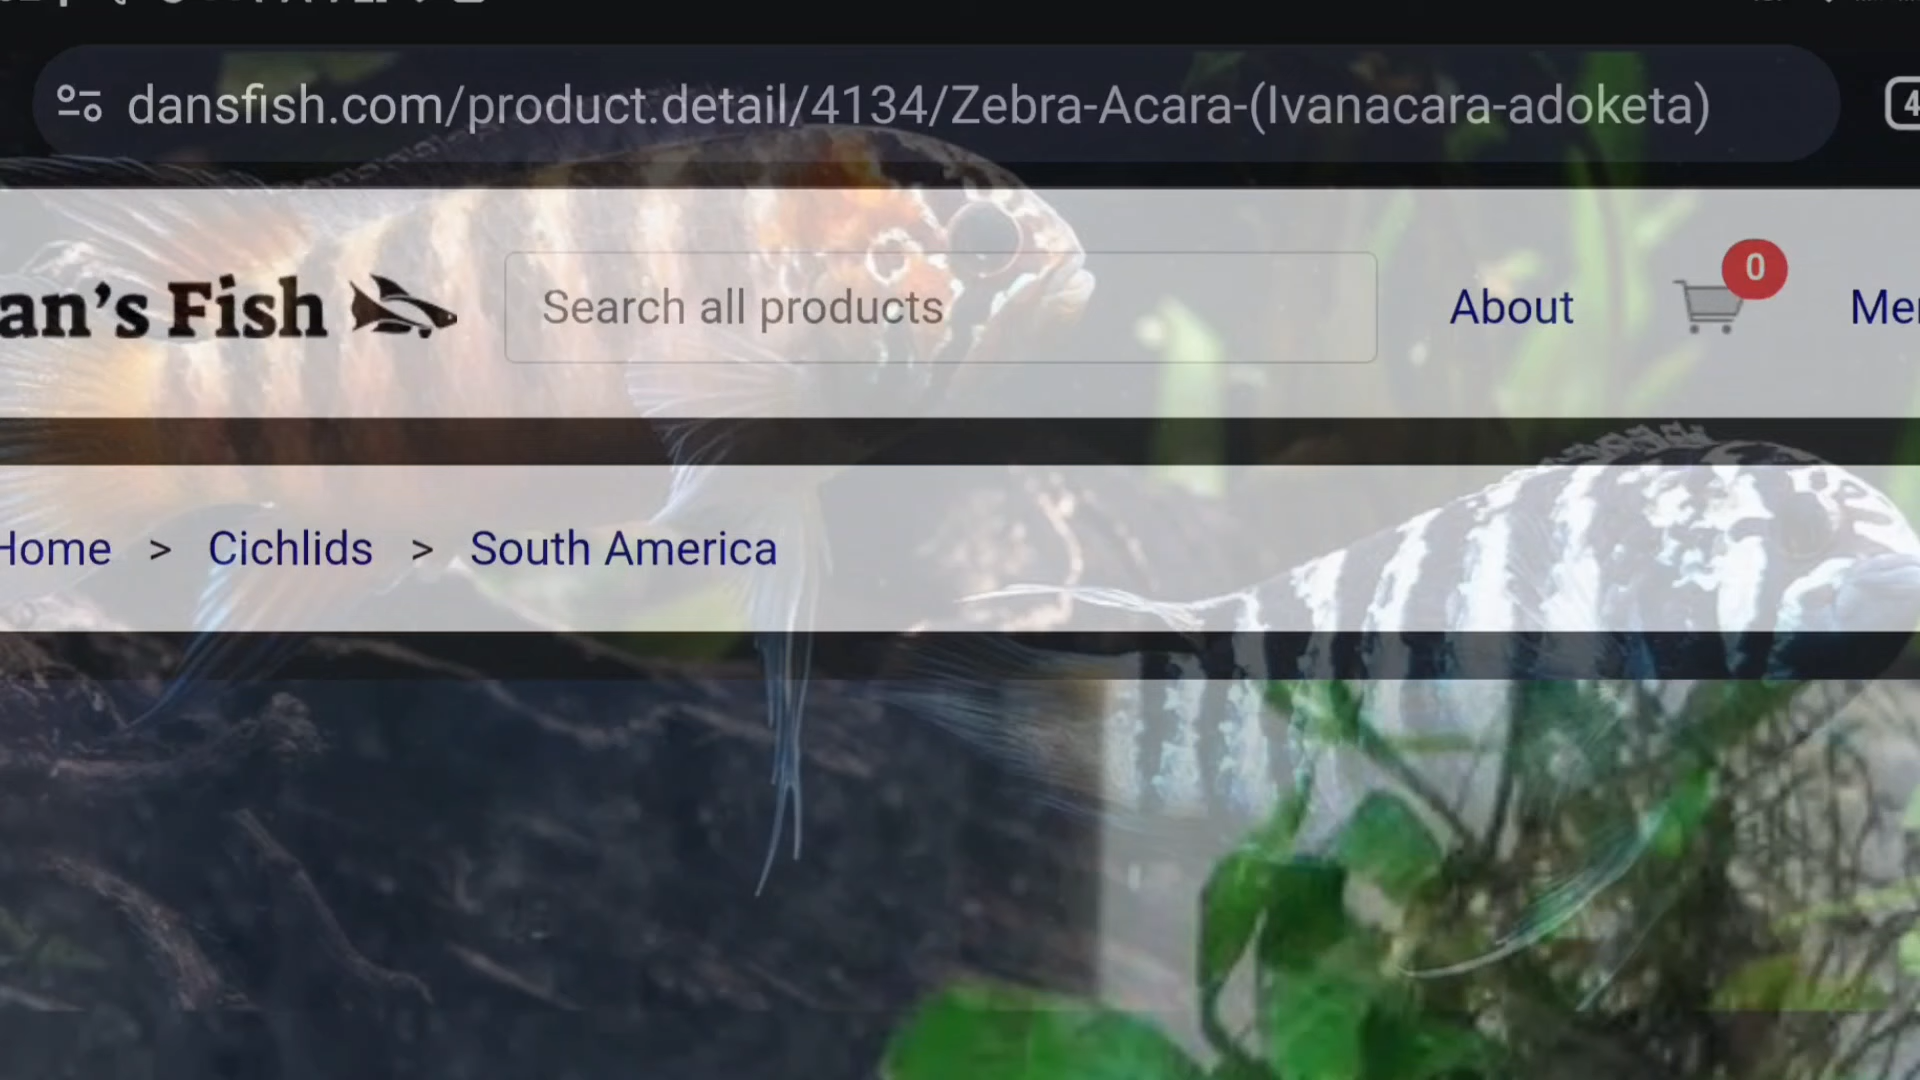 dansfish.com/product.detail/4134/Zebra-Acara-(Ivanacara-adoketa)
4
an's Fish
Search all products
About
0
Home > Cichlids > South America